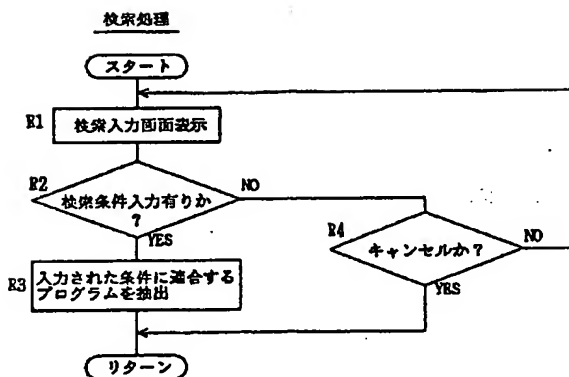 検索処理
スタート
R1
検索入力画面表示
R2
検索条件入力有りか
?
NO
YES
R4
キャンセルか?
NO
YES
R3
入力された条件に適合する
プログラムを抽出
リターン